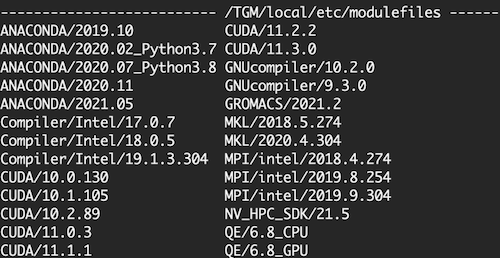 ------------------------- /TGM/local/etc/modulefiles ------
ANACONDA/2019.10 CUDA/11.2.2
ANACONDA/2020.02_Python3.7 CUDA/11.3.0
ANACONDA/2020.07_Python3.8 GNUcompiler/10.2.0
ANACONDA/2020.11 GNUcompiler/9.3.0
ANACONDA/2021.05 GROMACS/2021.2
Compiler/Intel/17.0.7 MKL/2018.5.274
Compiler/Intel/18.0.5 MKL/2020.4.304
Compiler/Intel/19.1.3.304 MPI/intel/2018.4.274
CUDA/10.0.130 MPI/intel/2019.8.254
CUDA/10.1.105 MPI/intel/2019.9.304
CUDA/10.2.89 NV_HPC_SDK/21.5
CUDA/11.0.3 QE/6.8_CPU
CUDA/11.1.1 QE/6.8_GPU